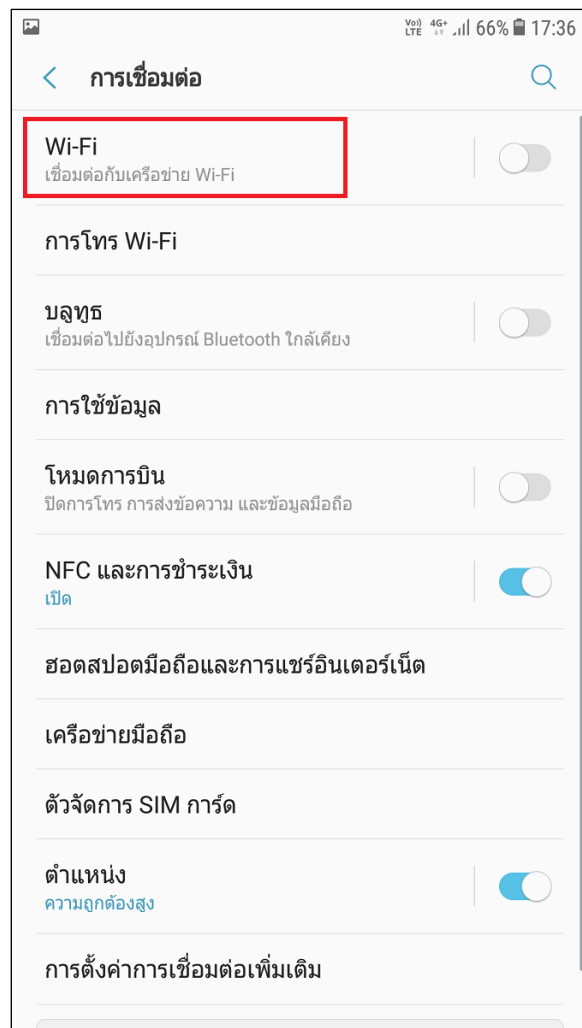 Vo)) LTE 4G+ 66% 17:36
การเชื่อมต่อ
Wi-Fi
เชื่อมต่อกับเครือข่าย Wi-Fi
การโทร Wi-Fi
บลูทูธ
เชื่อมต่อไปยังอุปกรณ์ Bluetooth ใกล้เคียง
การใช้ข้อมูล
โหมดการบิน
ปิดการโทร การส่งข้อความ และข้อมูลมือถือ
NFC และการชำระเงิน
เปิด
ฮอตสปอตมือถือและการแชร์อินเตอร์เน็ต
เครือข่ายมือถือ
ตัวจัดการ SIM การ์ด
ตำแหน่ง
ความถูกต้องสูง
การตั้งค่าการเชื่อมต่อเพิ่มเติม